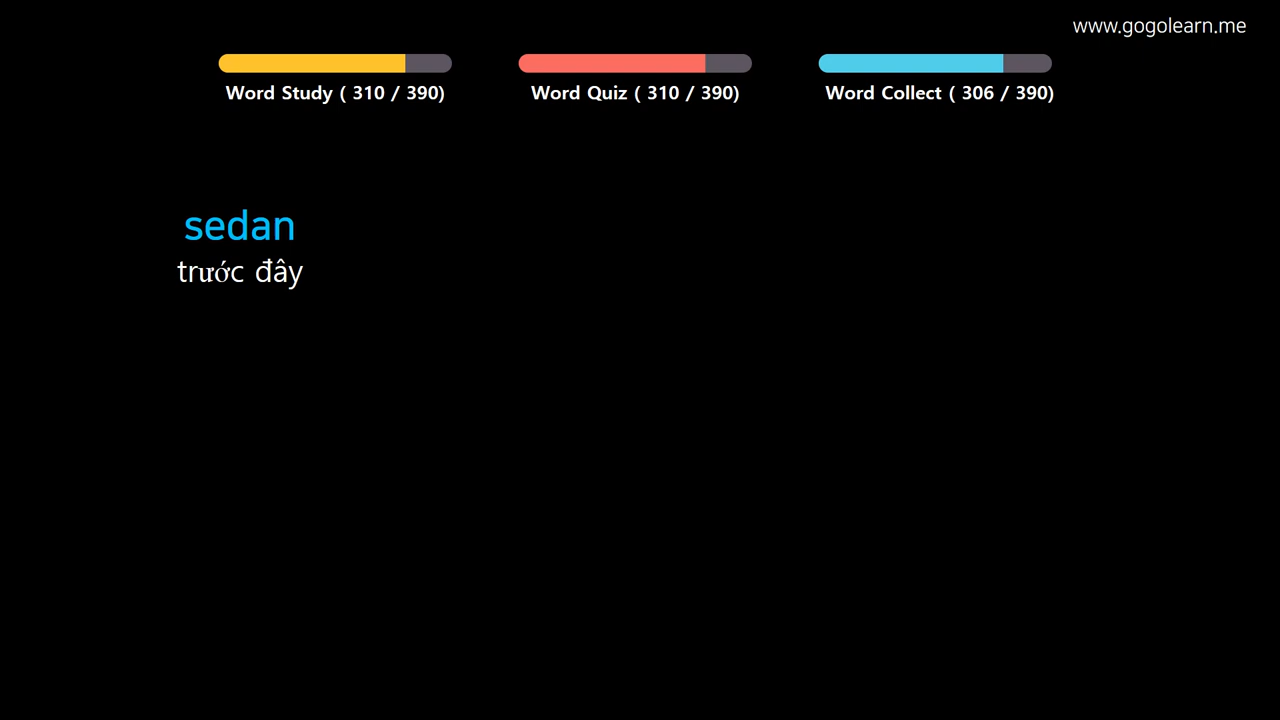 www.gogolearn.me
Word Study ( 310 / 390)
Word Quiz ( 310 / 390)
Word Collect ( 306 / 390)
sedan
trước đây